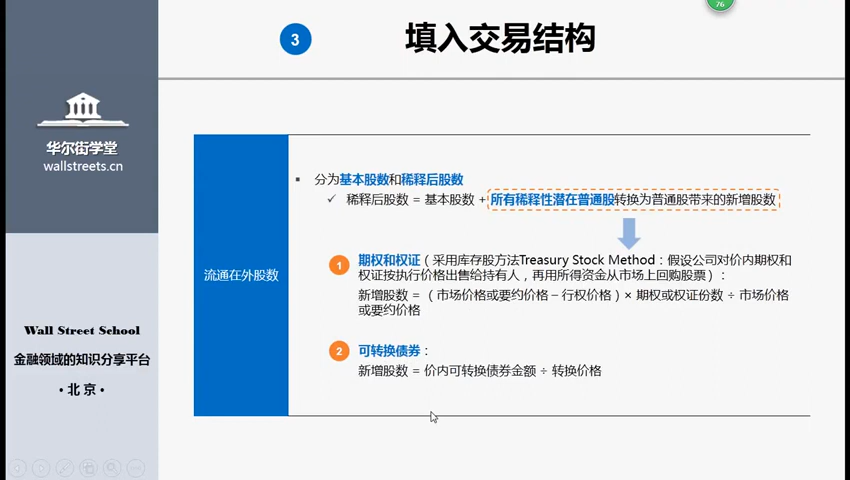 76
3
填入交易结构
华尔街学堂
wallstreets.cn
Wall Street School
金融领域的知识分享平台
• 北 京 •
流通在外股数
▪ 分为基本股数和稀释后股数
✓ 稀释后股数 = 基本股数 + 所有稀释性潜在普通股转换为普通股带来的新增股数
1 期权和权证（采用库存股方法Treasury Stock Method：假设公司对价内期权和
权证按执行价格出售给持有人，再用所得资金从市场上回购股票）：
新增股数 =（市场价格或要约价格 – 行权价格）× 期权或权证份数 ÷ 市场价格
或要约价格
2 可转换债券：
新增股数 = 价内可转换债券金额 ÷ 转换价格